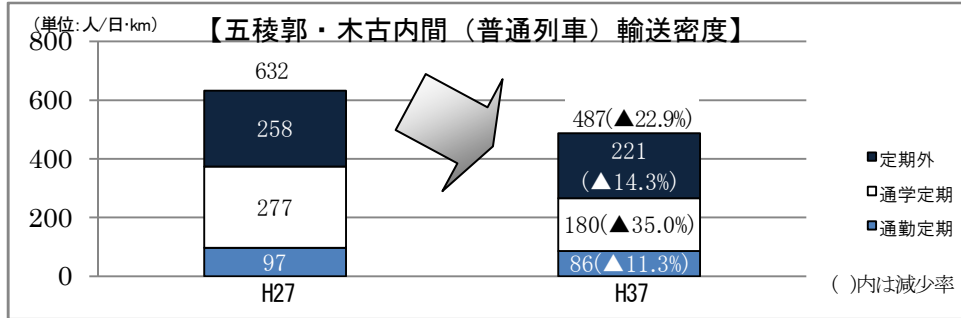 (単位:人/日・km)
【五稜郭・木古内間（普通列車）輸送密度】
800
600
400
200
0
632
258
277
97
H27
487(▲22.9%)
221
(▲14.3%)
180(▲35.0%)
86(▲11.3%)
H37
■定期外
□通学定期
■通勤定期
( )内は減少率